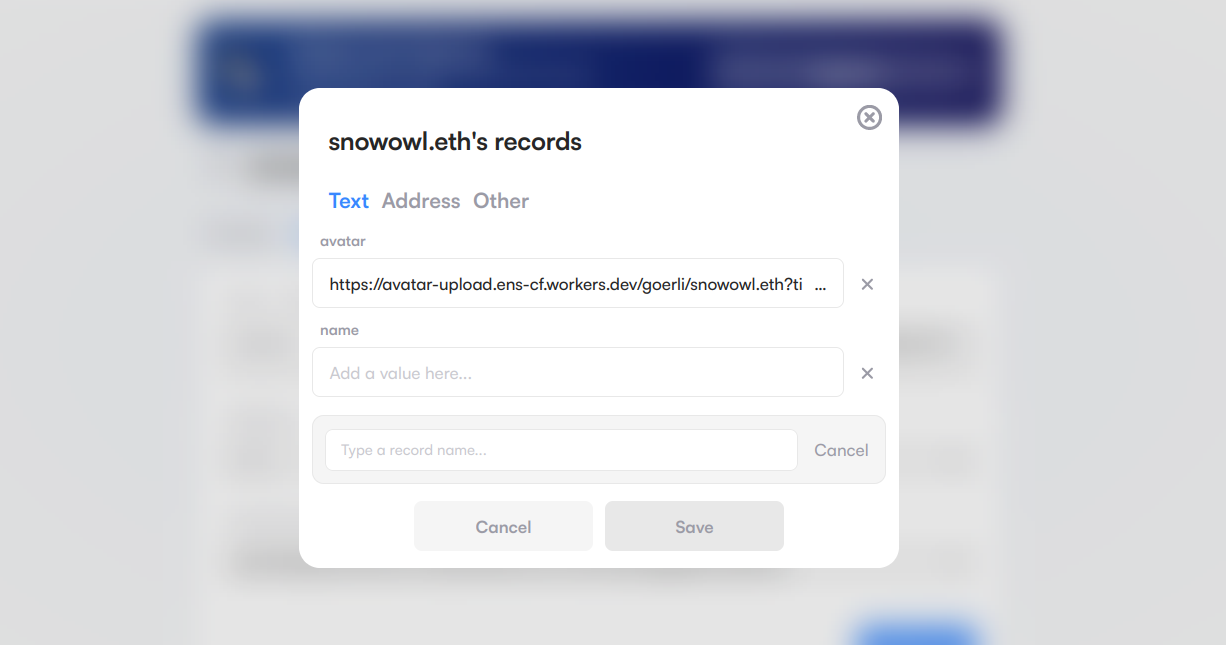 snowowl.eth's records
Text Address Other
avatar
https://avatar-upload.ens-cf.workers.dev/goerli/snowowl.eth?ti ...
name
Add a value here...
Type a record name... Cancel
Cancel Save